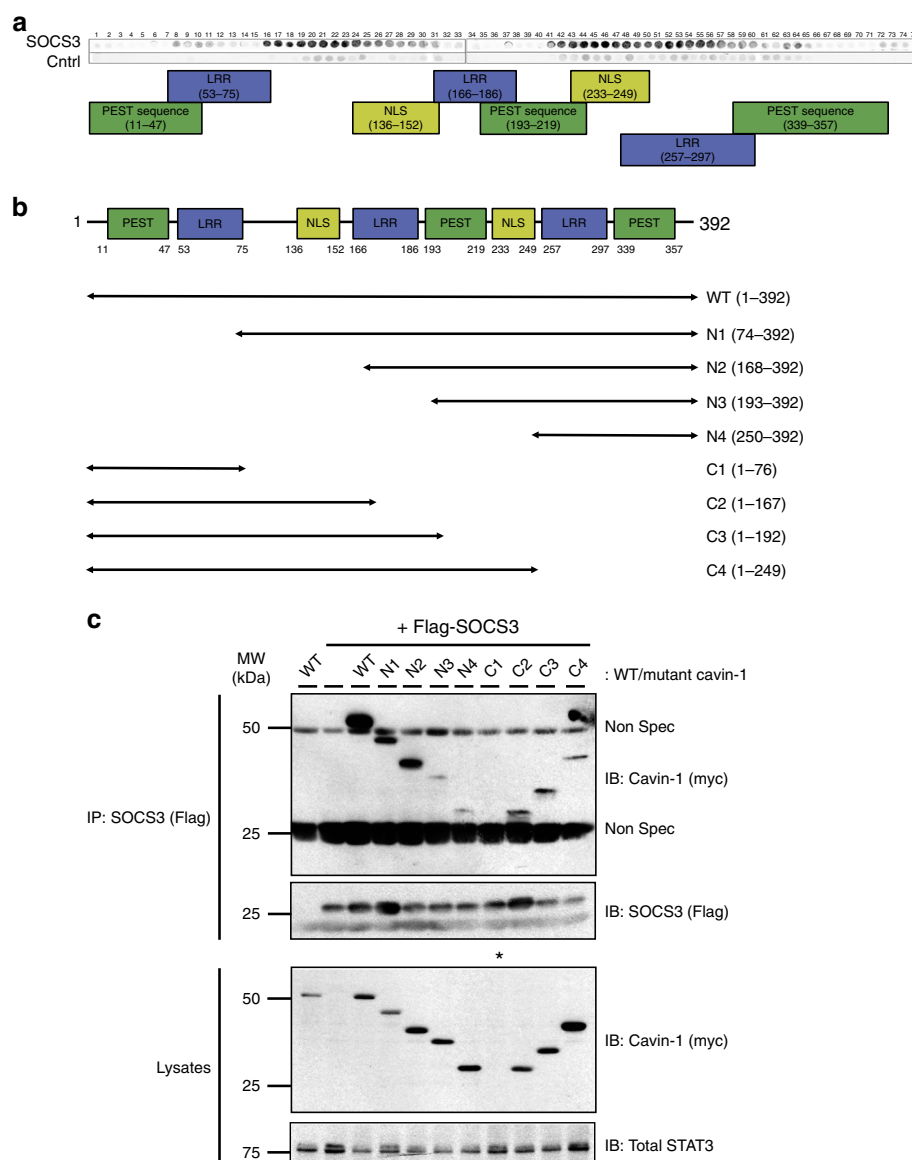 a
1 2 3 4 5 6 7 8 9 10 11 12 13 14 15 16 17 18 19 20 21 22 23 24 25 26 27 28 29 30 31 32 33 34 35 36 37 38 39 40 41 42 43 44 45 46 47 48 49 50 51 52 53 54 55 56 57 58 59 60 61 62 63 64 65 66 67 68 69 70 71 72 73 74
SOCS3
Cntrl
LRR
(53–75)
LRR
(166–186)
NLS
(233–249)
PEST sequence
(11–47)
NLS
(136–152)
PEST sequence
(193–219)
PEST sequence
(339–357)
LRR
(257–297)
b
1 PEST LRR NLS LRR PEST NLS LRR PEST 392
11 47 53 75 136 152 166 186 193 219 233 249 257 297 339 357
WT (1–392)
N1 (74–392)
N2 (168–392)
N3 (193–392)
N4 (250–392)
C1 (1–76)
C2 (1–167)
C3 (1–192)
C4 (1–249)
c
+ Flag-SOCS3
MW
(kDa)
WT WT N1 N2 N3 N4 C1 C2 C3 C4
: WT/mutant cavin-1
50
Non Spec
IB: Cavin-1 (myc)
IP: SOCS3 (Flag)
25
Non Spec
25
IB: SOCS3 (Flag)
*
50
IB: Cavin-1 (myc)
Lysates
25
75
IB: Total STAT3